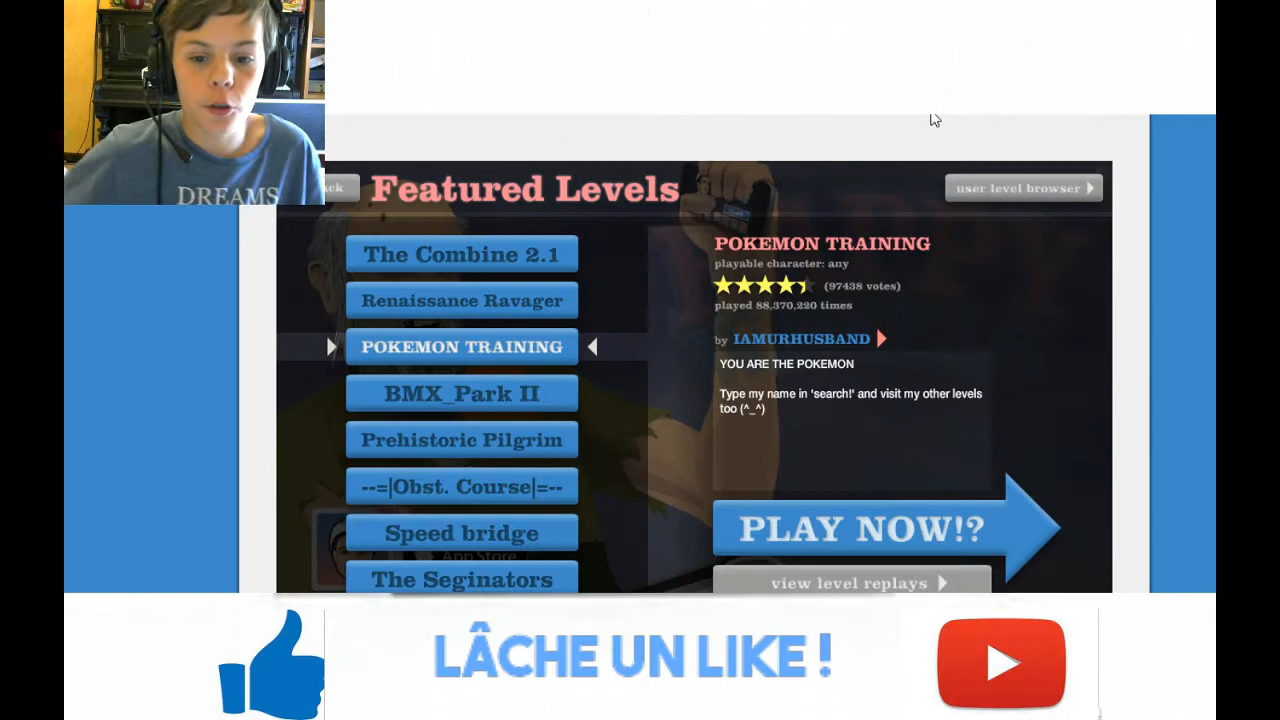 DREAMS
ck
Featured Levels
user level browser
The Combine 2.1
Renaissance Ravager
POKEMON TRAINING
BMX_Park II
Prehistoric Pilgrim
--=|Obst. Course|=--
Speed bridge
App Store
The Seginators
POKEMON TRAINING
playable character: any
(97438 votes)
played 88,370,220 times
by IAMURHUSBAND
YOU ARE THE POKEMON
Type my name in 'search!' and visit my other levels
too (^_^)
PLAY NOW!?
view level replays
LÂCHE UN LIKE !